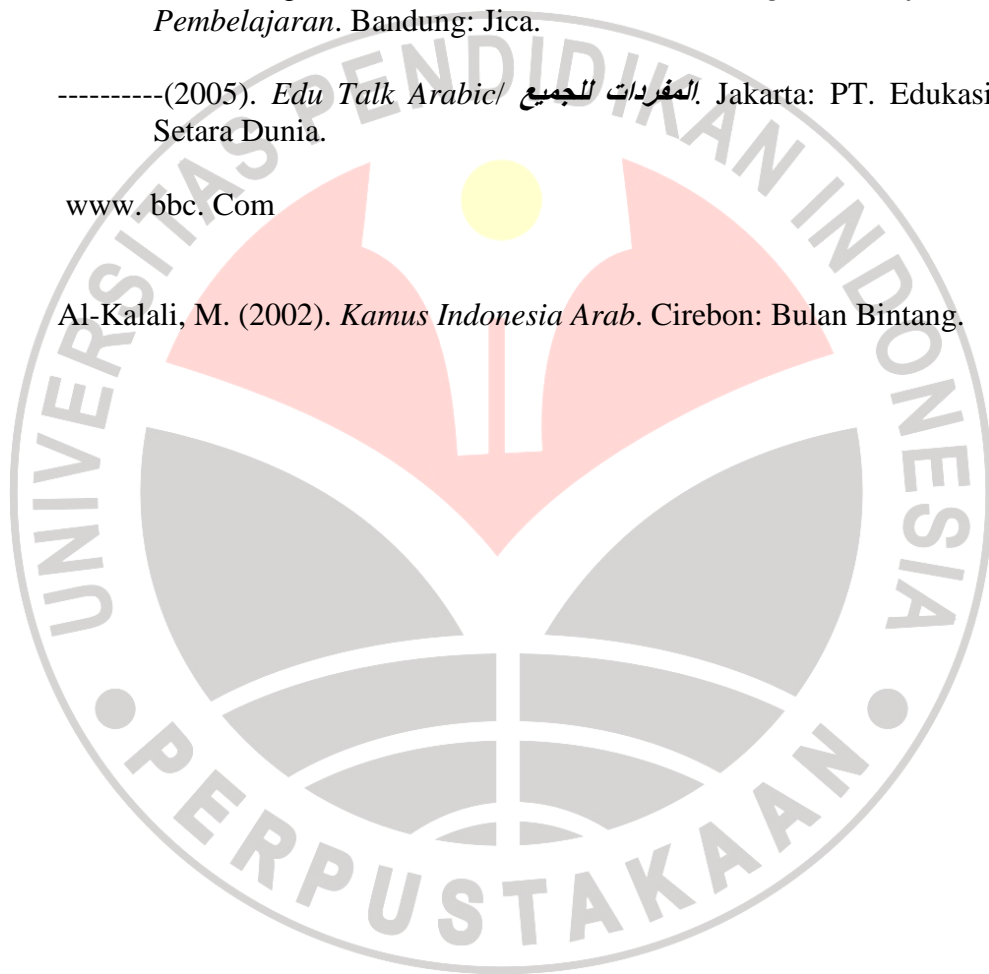 Pembelajaran. Bandung: Jica.
----------(2005). Edu Talk Arabic/ المفردات للجميع. Jakarta: PT. Edukasi
Setara Dunia.
www. bbc. Com
Al-Kalali, M. (2002). Kamus Indonesia Arab. Cirebon: Bulan Bintang.
UNIVERSITAS PENDIDIKAN INDONESIA
PERPUSTAKAAN